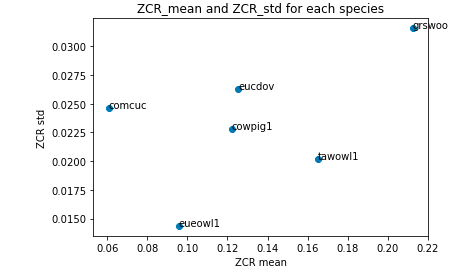 ZCR_mean and ZCR_std for each species
grswoo
0.0300
0.0275
eucdov
0.0250
comcuc
cowpig1
0.0225
tawowl1
0.0200
0.0175
0.0150
eueowl1
ZCR std
0.06 0.08 0.10 0.12 0.14 0.16 0.18 0.20 0.22
ZCR mean